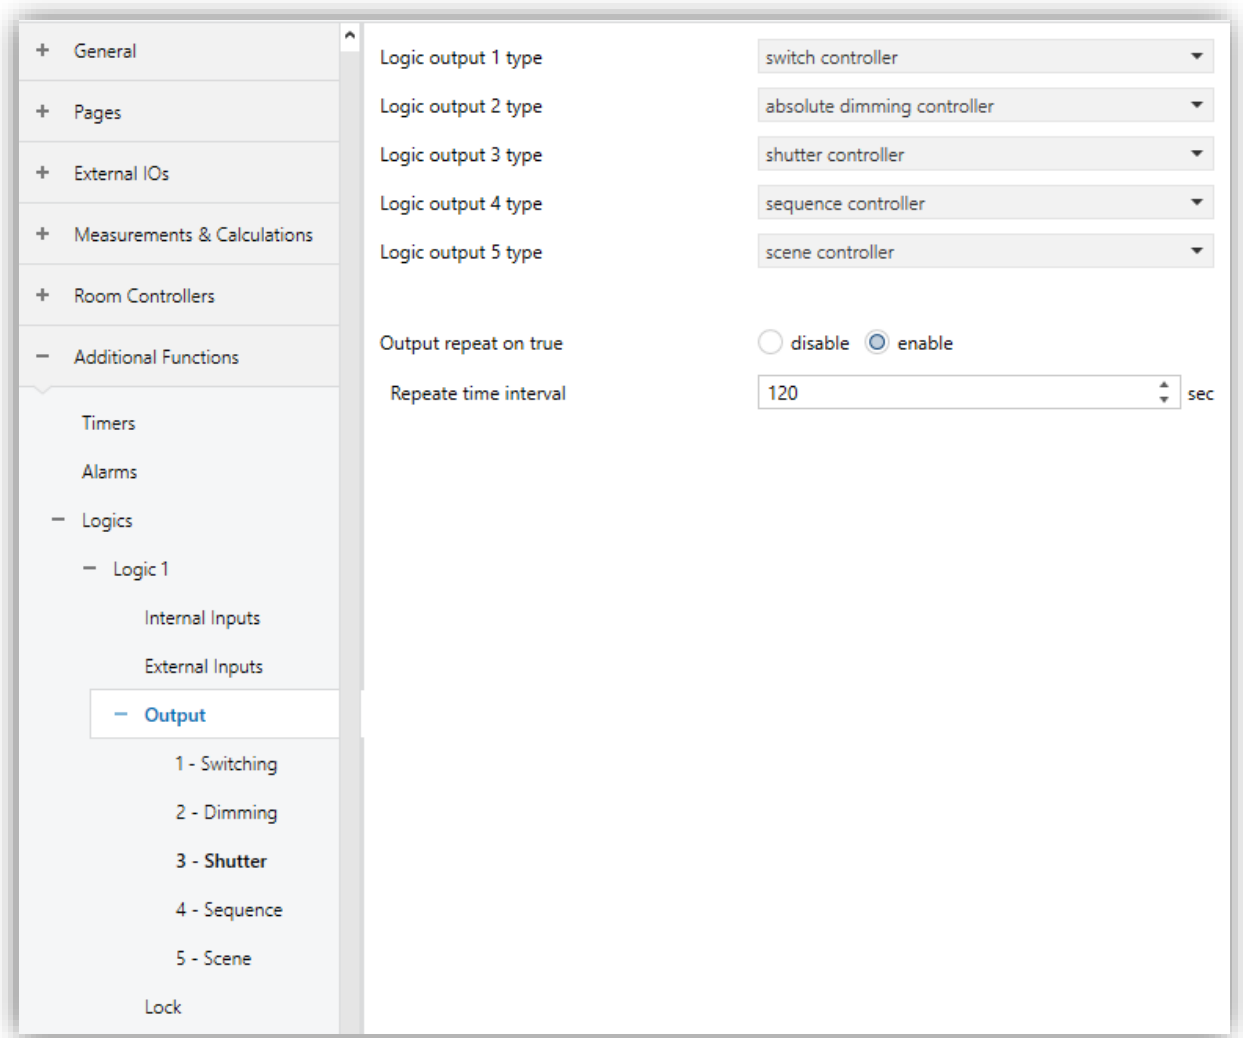 General
Pages
External IOs
Measurements & Calculations
Room Controllers
Additional Functions
Timers
Alarms
Logics
Logic 1
Internal Inputs
External Inputs
Output
1 - Switching
2 - Dimming
3 - Shutter
4 - Sequence
5 - Scene
Lock
Logic output 1 type switch controller
Logic output 2 type absolute dimming controller
Logic output 3 type shutter controller
Logic output 4 type sequence controller
Logic output 5 type scene controller
Output repeat on true disable enable
Repeate time interval 120 sec